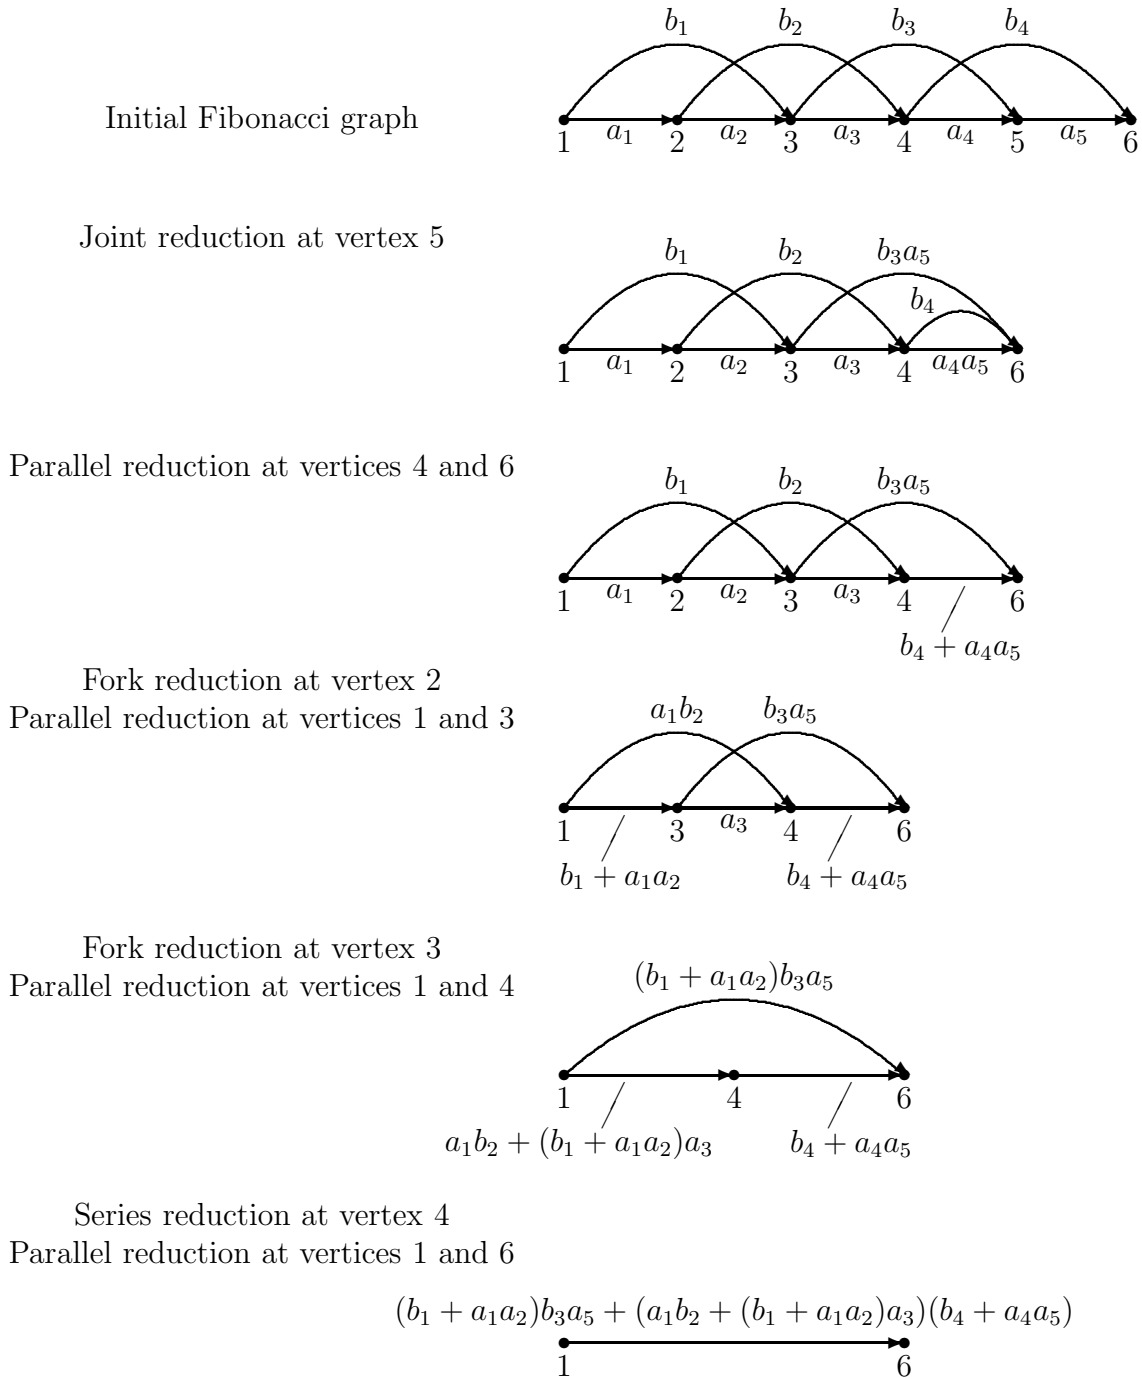 b₁ b₂ b₃ b₄
Initial Fibonacci graph
a₁ a₂ a₃ a₄ a₅
1 2 3 4 5 6
Joint reduction at vertex 5
b₁ b₂ b₃a₅
b₄
a₁ a₂ a₃ a₄a₅
1 2 3 4 6
Parallel reduction at vertices 4 and 6
b₁ b₂ b₃a₅
a₁ a₂ a₃
1 2 3 4 6
b₄ + a₄a₅
Fork reduction at vertex 2
Parallel reduction at vertices 1 and 3
a₁b₂ b₃a₅
a₃
1 3 4 6
b₁ + a₁a₂ b₄ + a₄a₅
Fork reduction at vertex 3
Parallel reduction at vertices 1 and 4
(b₁ + a₁a₂)b₃a₅
1 4 6
a₁b₂ + (b₁ + a₁a₂)a₃ b₄ + a₄a₅
Series reduction at vertex 4
Parallel reduction at vertices 1 and 6
(b₁ + a₁a₂)b₃a₅ + (a₁b₂ + (b₁ + a₁a₂)a₃)(b₄ + a₄a₅)
1 6